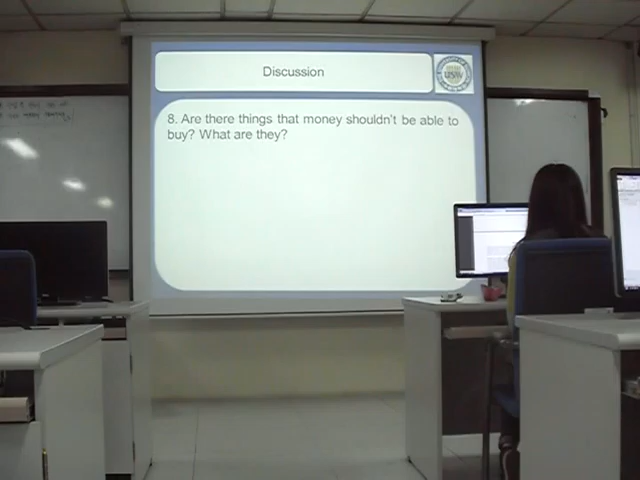 Discussion
8. Are there things that money shouldn't be able to
buy? What are they?